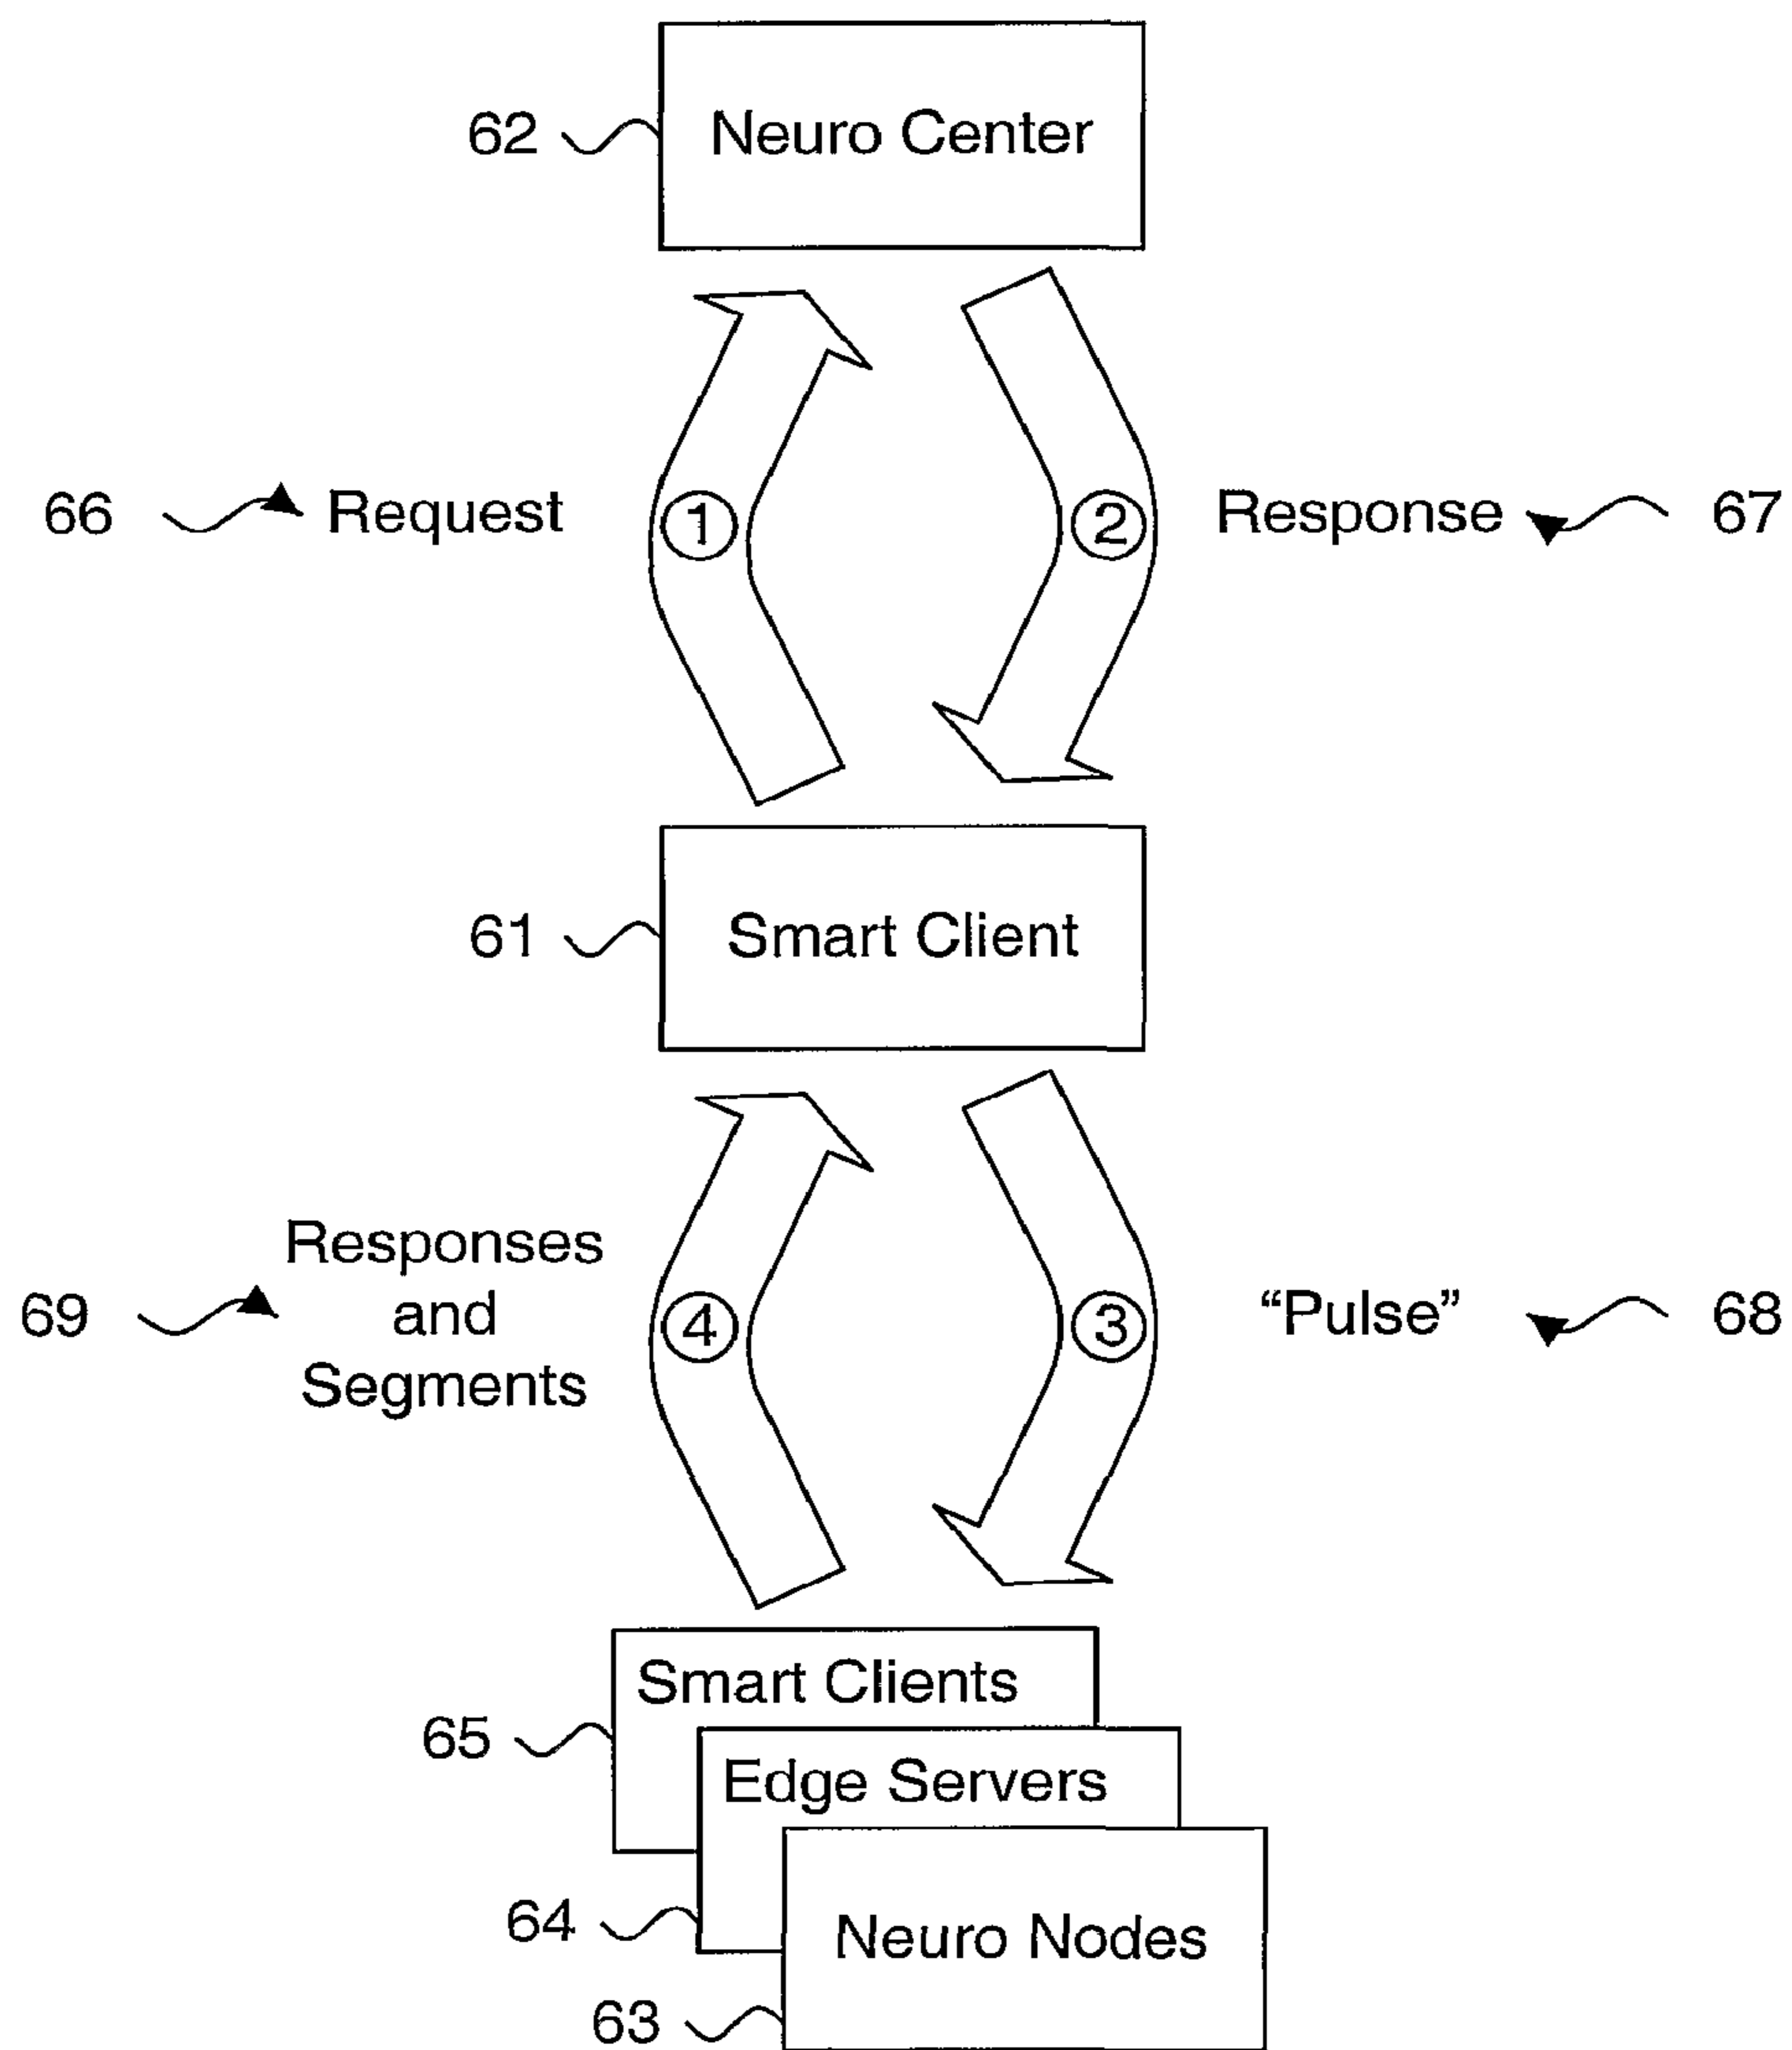 62 Neuro Center
66 Request 1 2 Response 67
61 Smart Client
Responses
69 and 4 3 “Pulse” 68
Segments
Smart Clients
65
Edge Servers
64 Neuro Nodes
63